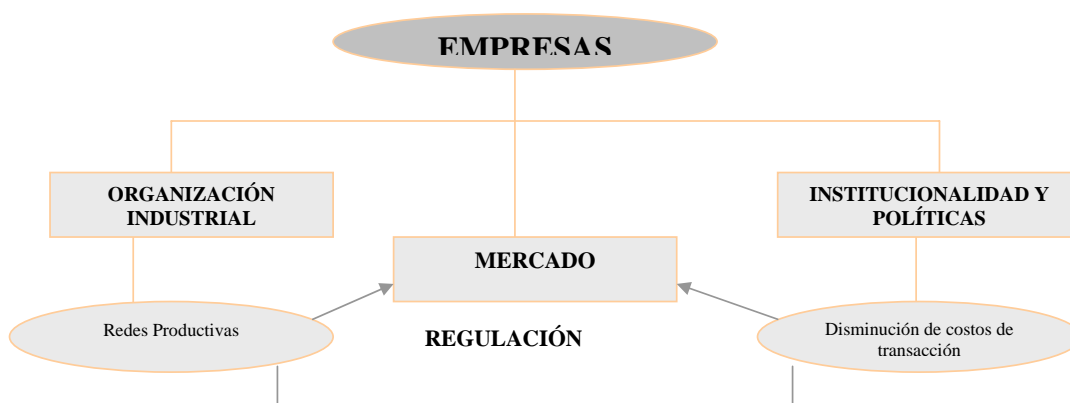 EMPRESAS
ORGANIZACIÓN
INDUSTRIAL
INSTITUCIONALIDAD Y
POLÍTICAS
MERCADO
Redes Productivas
REGULACIÓN
Disminución de costos de
transacción